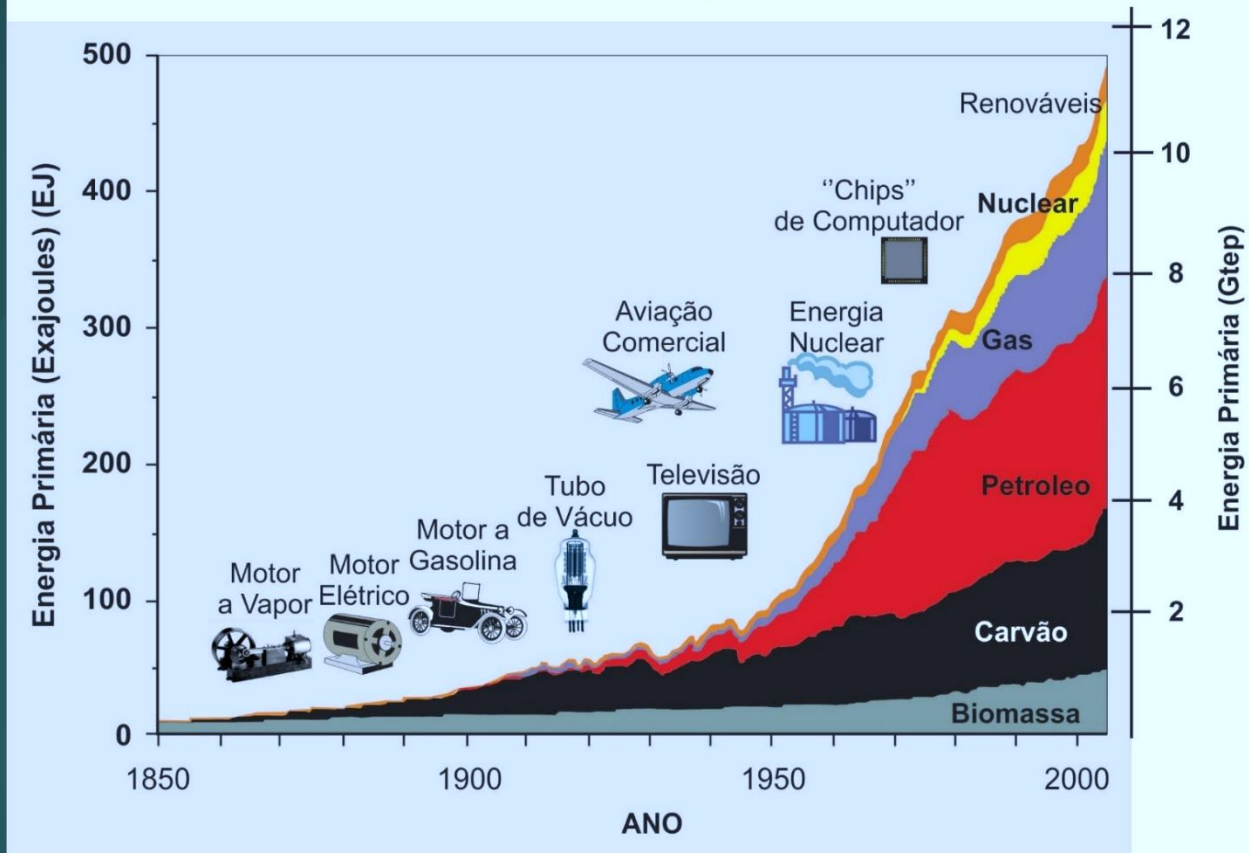 Energia Primária (Exajoules) (EJ)
500
400
300
200
100
0
Motor
a Vapor
Motor
Elétrico
Motor a
Gasolina
Tubo
de Vácuo
Televisão
Aviação
Comercial
Energia
Nuclear
‘‘Chips’’
de Computador
Renováveis
Nuclear
Gas
Petroleo
Carvão
Biomassa
12
10
8
6
4
2
Energia Primária (Gtep)
1850
1900
1950
2000
ANO